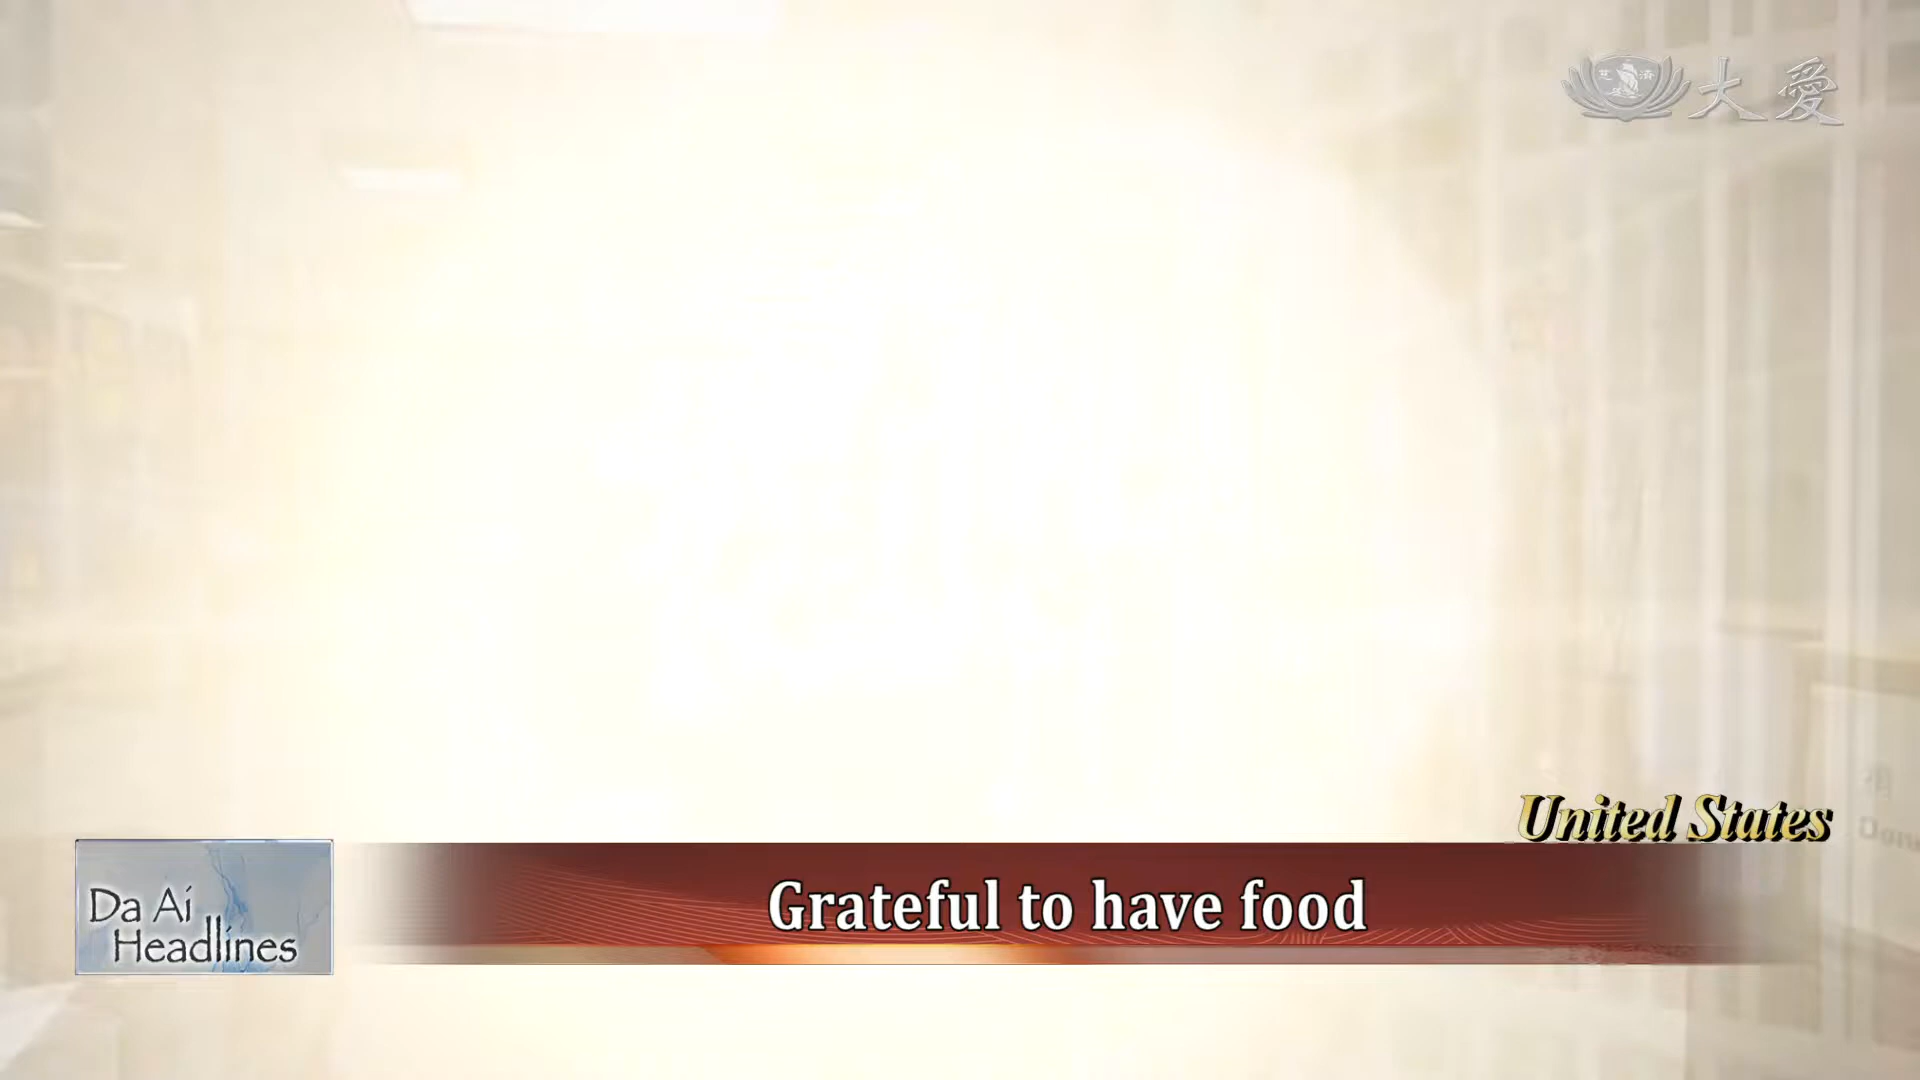 大愛
United States
Grateful to have food
Da Ai
Headlines